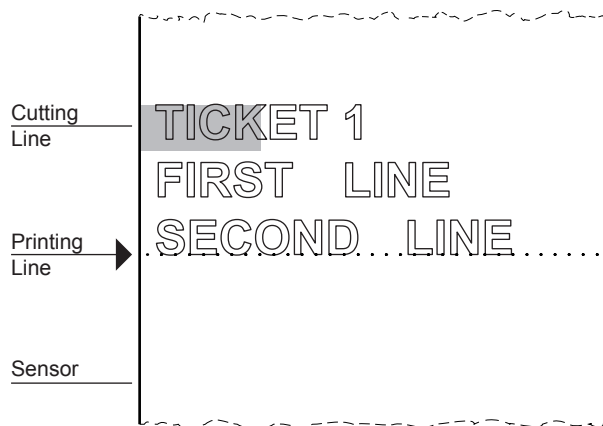 Cutting
Line
TICKET 1
FIRST LINE
SECOND LINE
Printing
Line
Sensor